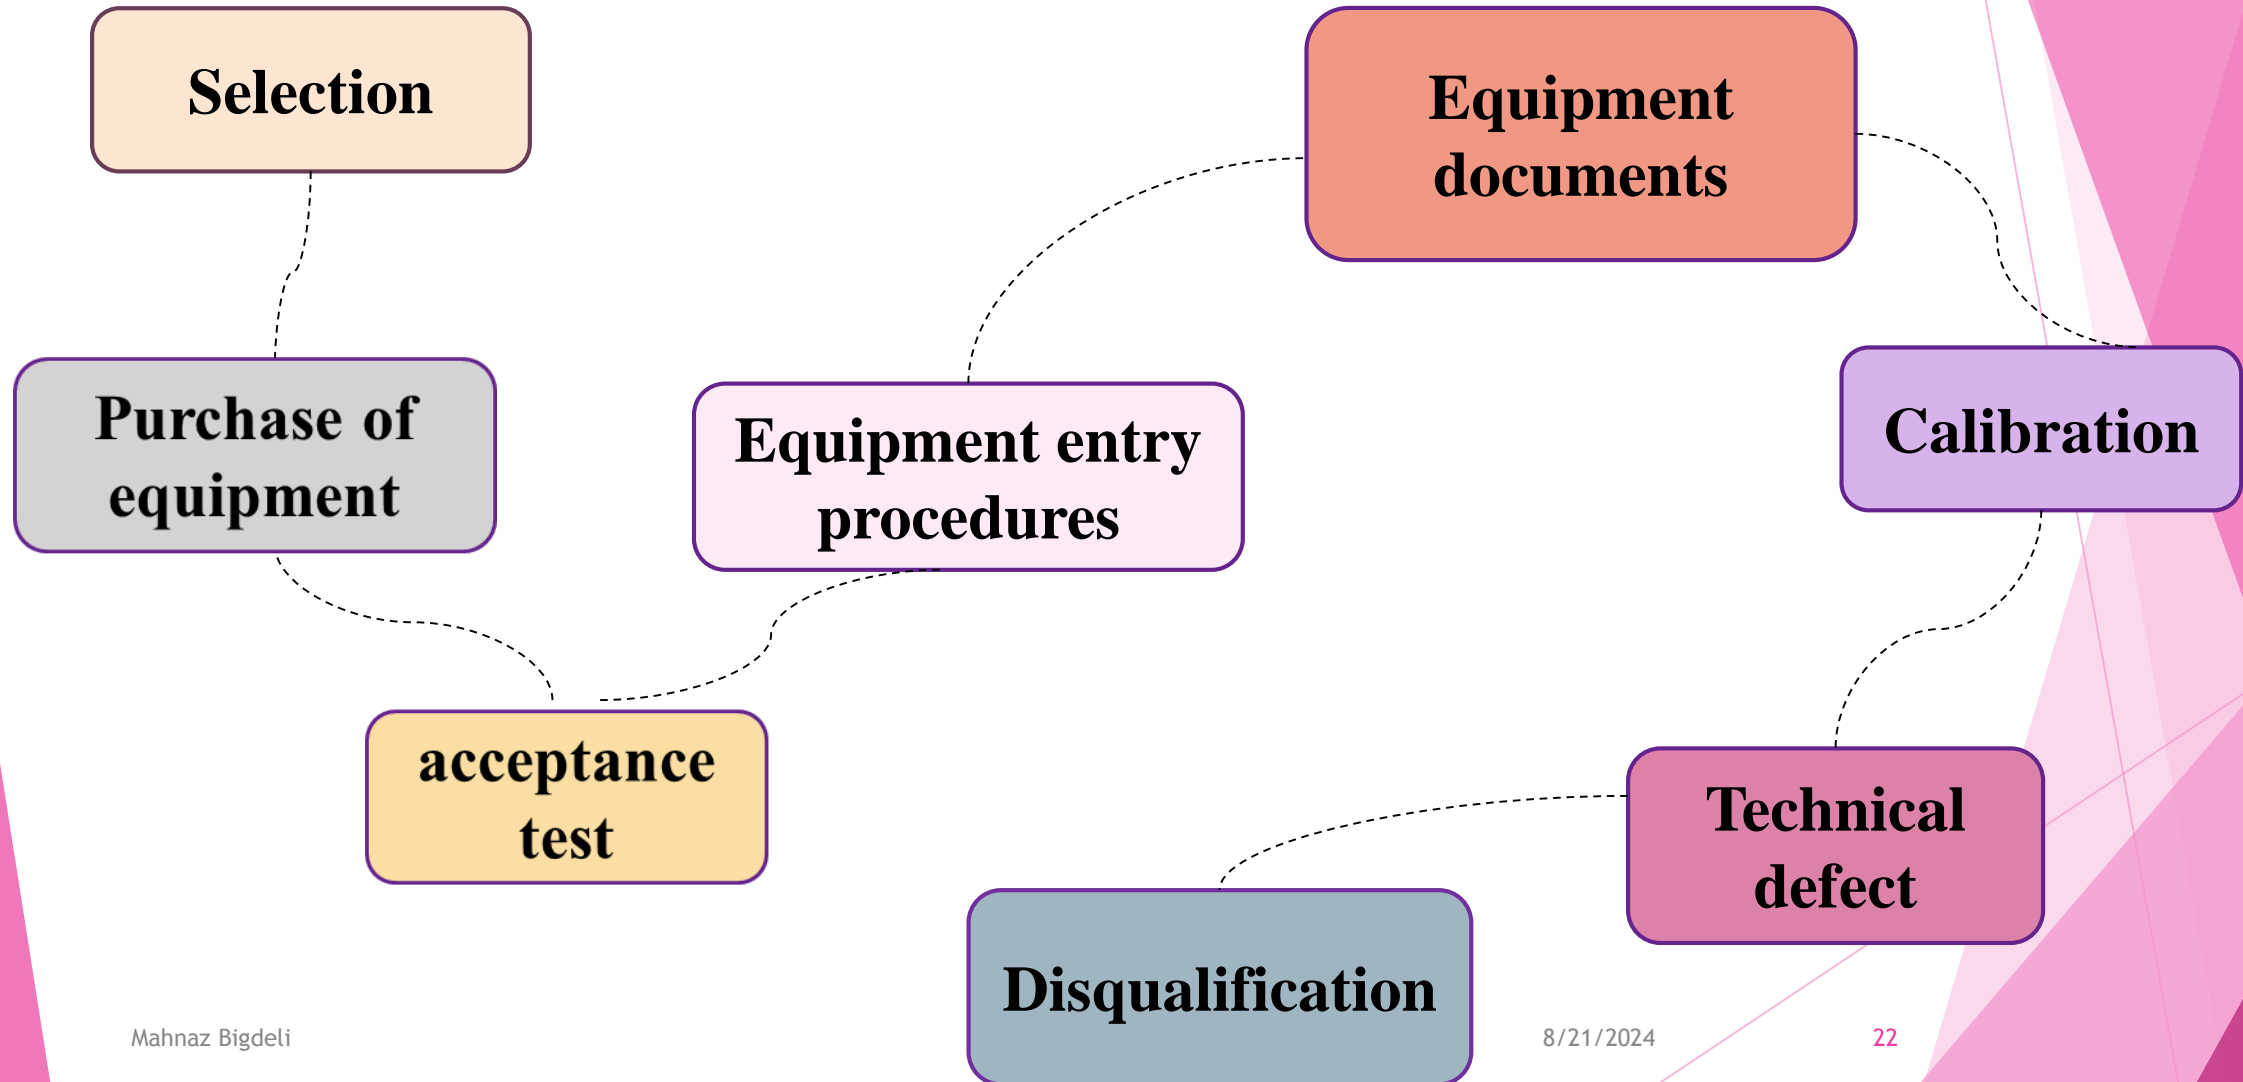 Selection
Purchase of
equipment
acceptance
test
Equipment entry
procedures
Equipment
documents
Calibration
Technical
defect
Disqualification
Mahnaz Bigdeli
8/21/2024
22